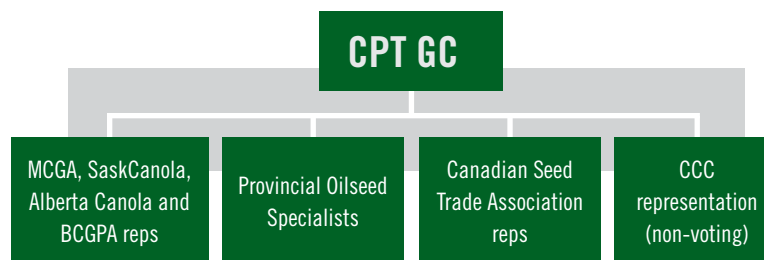 CPT GC
MCGA, SaskCanola,
Alberta Canola and
BCGPA reps
Provincial Oilseed
Specialists
Canadian Seed
Trade Association
reps
CCC
representation
(non-voting)